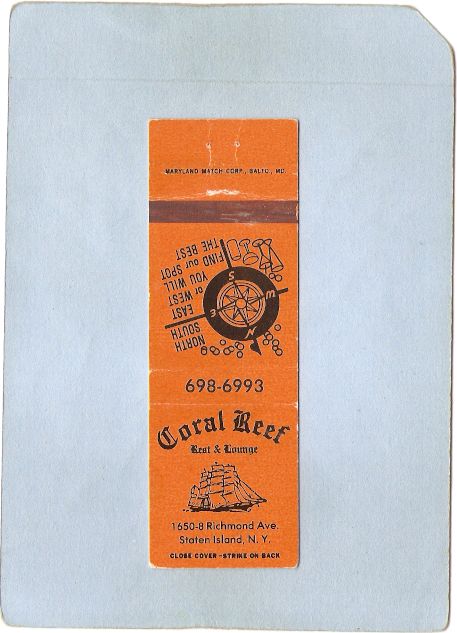 MARYLAND MATCH CORP., BALTO., MD.
NORTH
SOUTH
EAST
or WEST
YOU WILL
FIND our SPOT
THE BEST
N
W
E
S
698-6993
Coral Reef
Rest & Lounge
1650-8 Richmond Ave.
Staten Island, N. Y.
CLOSE COVER - STRIKE ON BACK